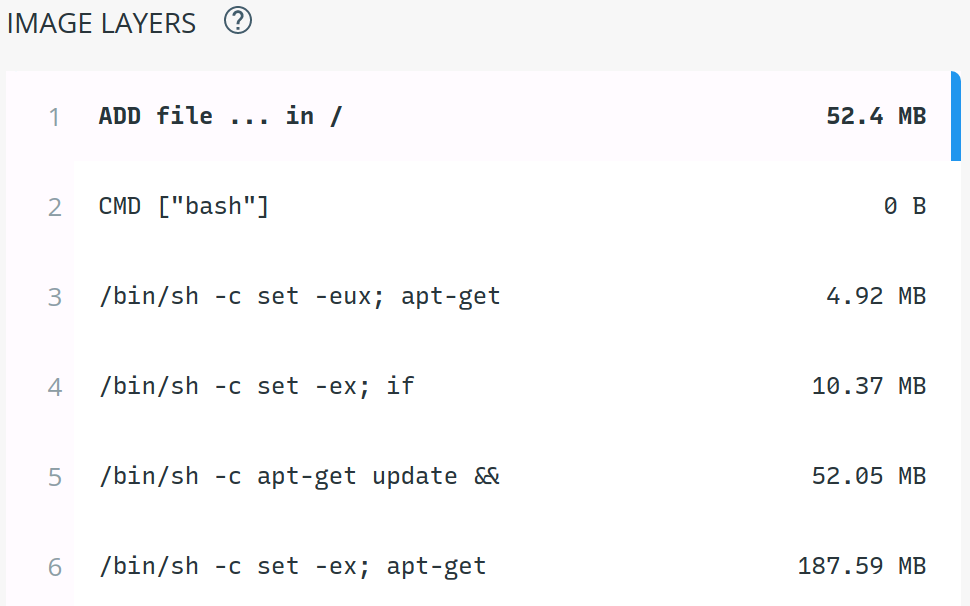 IMAGE LAYERS ?
1 ADD file ... in / 52.4 MB
2 CMD ["bash"] 0 B
3 /bin/sh -c set -eux; apt-get 4.92 MB
4 /bin/sh -c set -ex; if 10.37 MB
5 /bin/sh -c apt-get update && 52.05 MB
6 /bin/sh -c set -ex; apt-get 187.59 MB